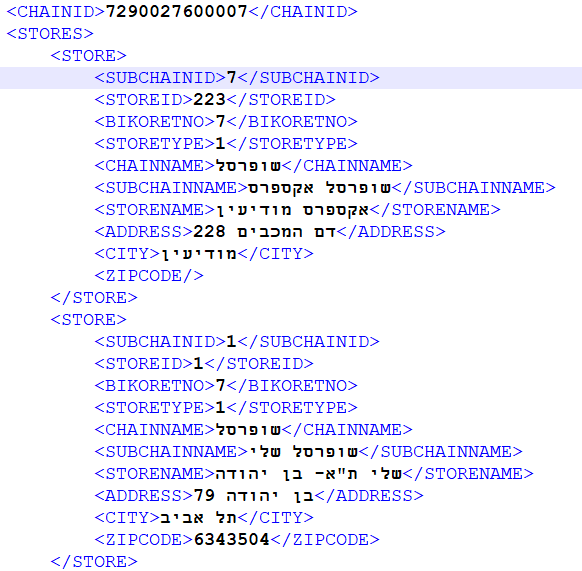 <CHAINID>7290027600007</CHAINID>
<STORES>
<STORE>
<SUBCHAINID>7</SUBCHAINID>
<STOREID>223</STOREID>
<BIKORETNO>7</BIKORETNO>
<STORETYPE>1</STORETYPE>
<CHAINNAME>שופרסל</CHAINNAME>
<SUBCHAINNAME>שופרסל אקספרס</SUBCHAINNAME>
<STORENAME>אקספרס מודיעין</STORENAME>
<ADDRESS>דם המכבים 228</ADDRESS>
<CITY>מודיעין</CITY>
<ZIPCODE/>
</STORE>
<STORE>
<SUBCHAINID>1</SUBCHAINID>
<STOREID>1</STOREID>
<BIKORETNO>7</BIKORETNO>
<STORETYPE>1</STORETYPE>
<CHAINNAME>שופרסל</CHAINNAME>
<SUBCHAINNAME>שופרסל שלי</SUBCHAINNAME>
<STORENAME>שלי ת"א- בן יהודה</STORENAME>
<ADDRESS>בן יהודה 79</ADDRESS>
<CITY>תל אביב</CITY>
<ZIPCODE>6343504</ZIPCODE>
</STORE>